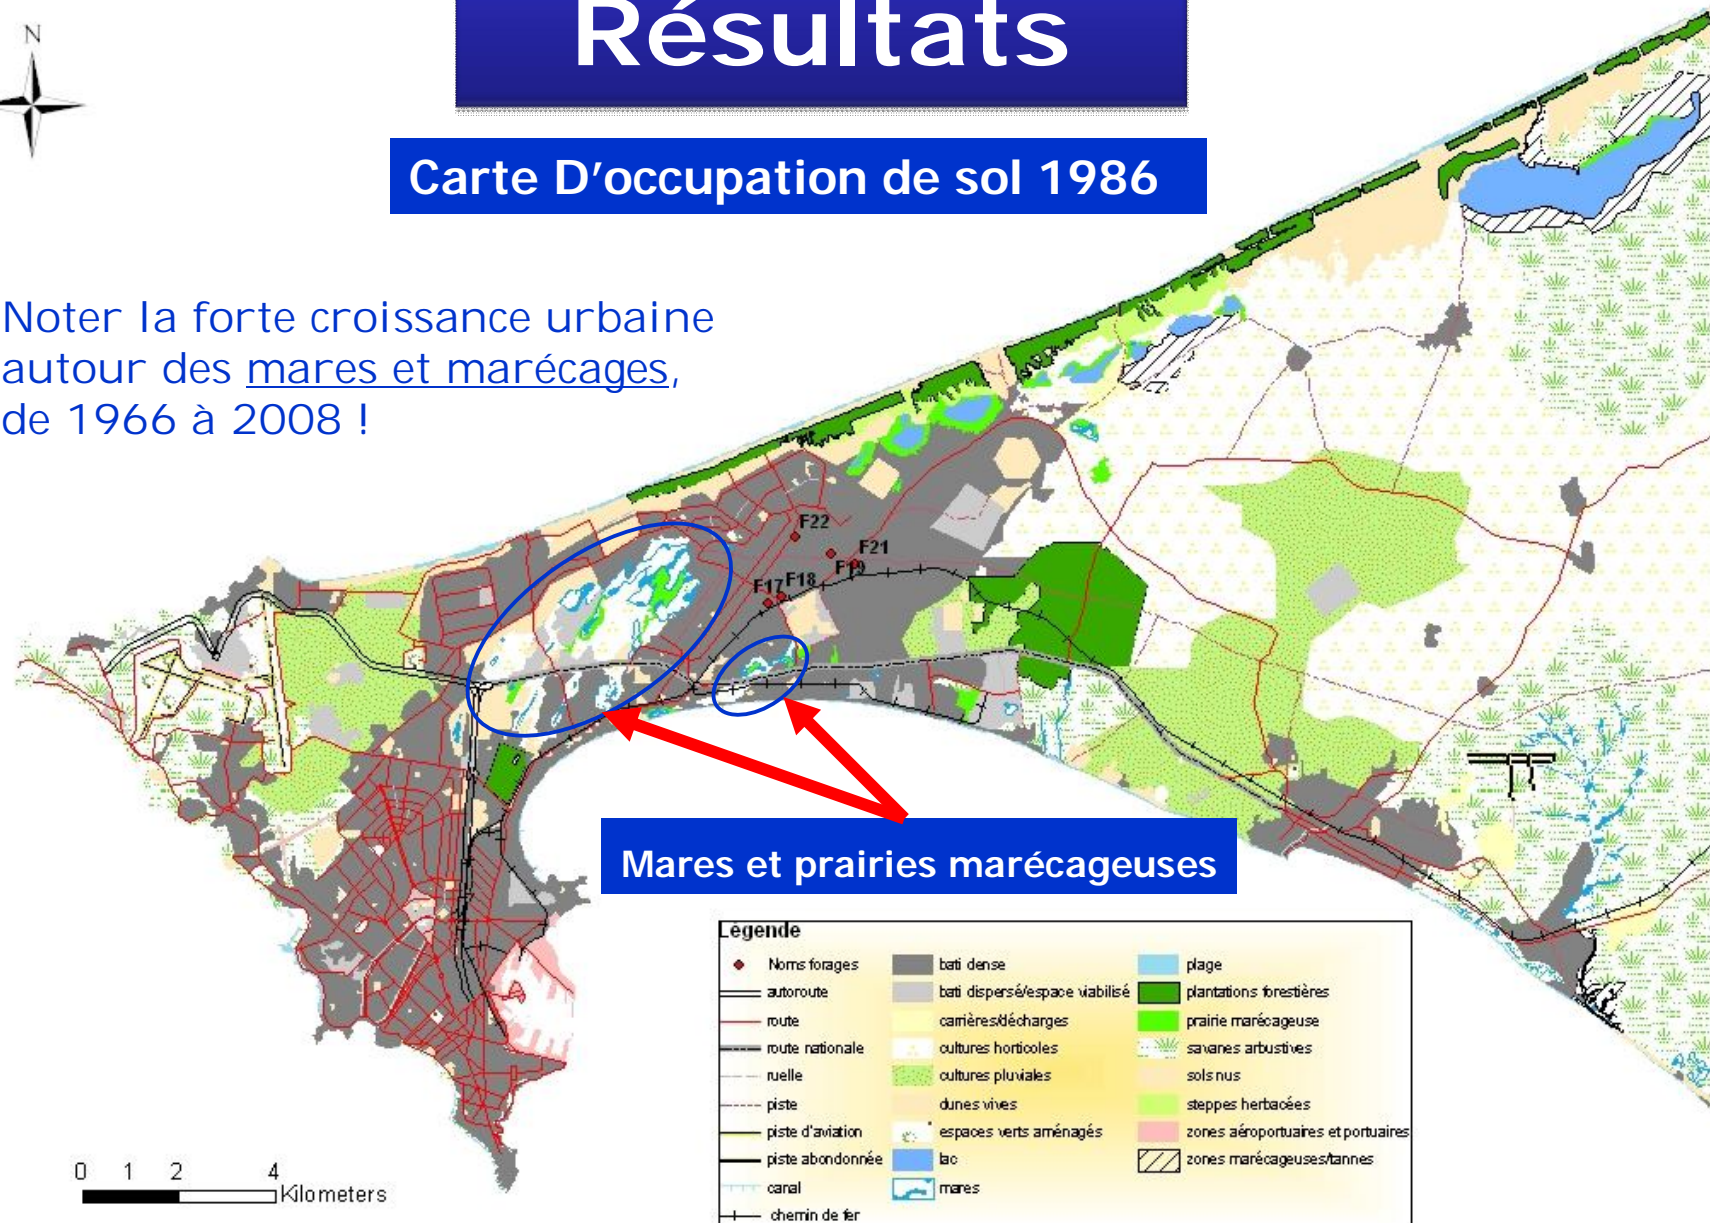 N
Résultats
Carte D'occupation de sol 1986
Noter la forte croissance urbaine
autour des mares et marécages,
de 1966 à 2008 !
F22
F21
F19
F17 F18
Mares et prairies marécageuses
Légende
Noms forages
autoroute
route
route nationale
ruelle
piste
piste d'aviation
piste abondonnée
canal
chemin de fer
bati dense
bati dispersé/espace viabilisé
carrières/décharges
cultures horticoles
cultures pluviales
dunes vives
espaces verts aménagés
lac
mares
plage
plantations forestières
prairie marécageuse
savanes arbustives
sols nus
steppes herbacées
zones aéroportuaires et portuaires
zones marécageuses/tannes
0 1 2 4
Kilometers